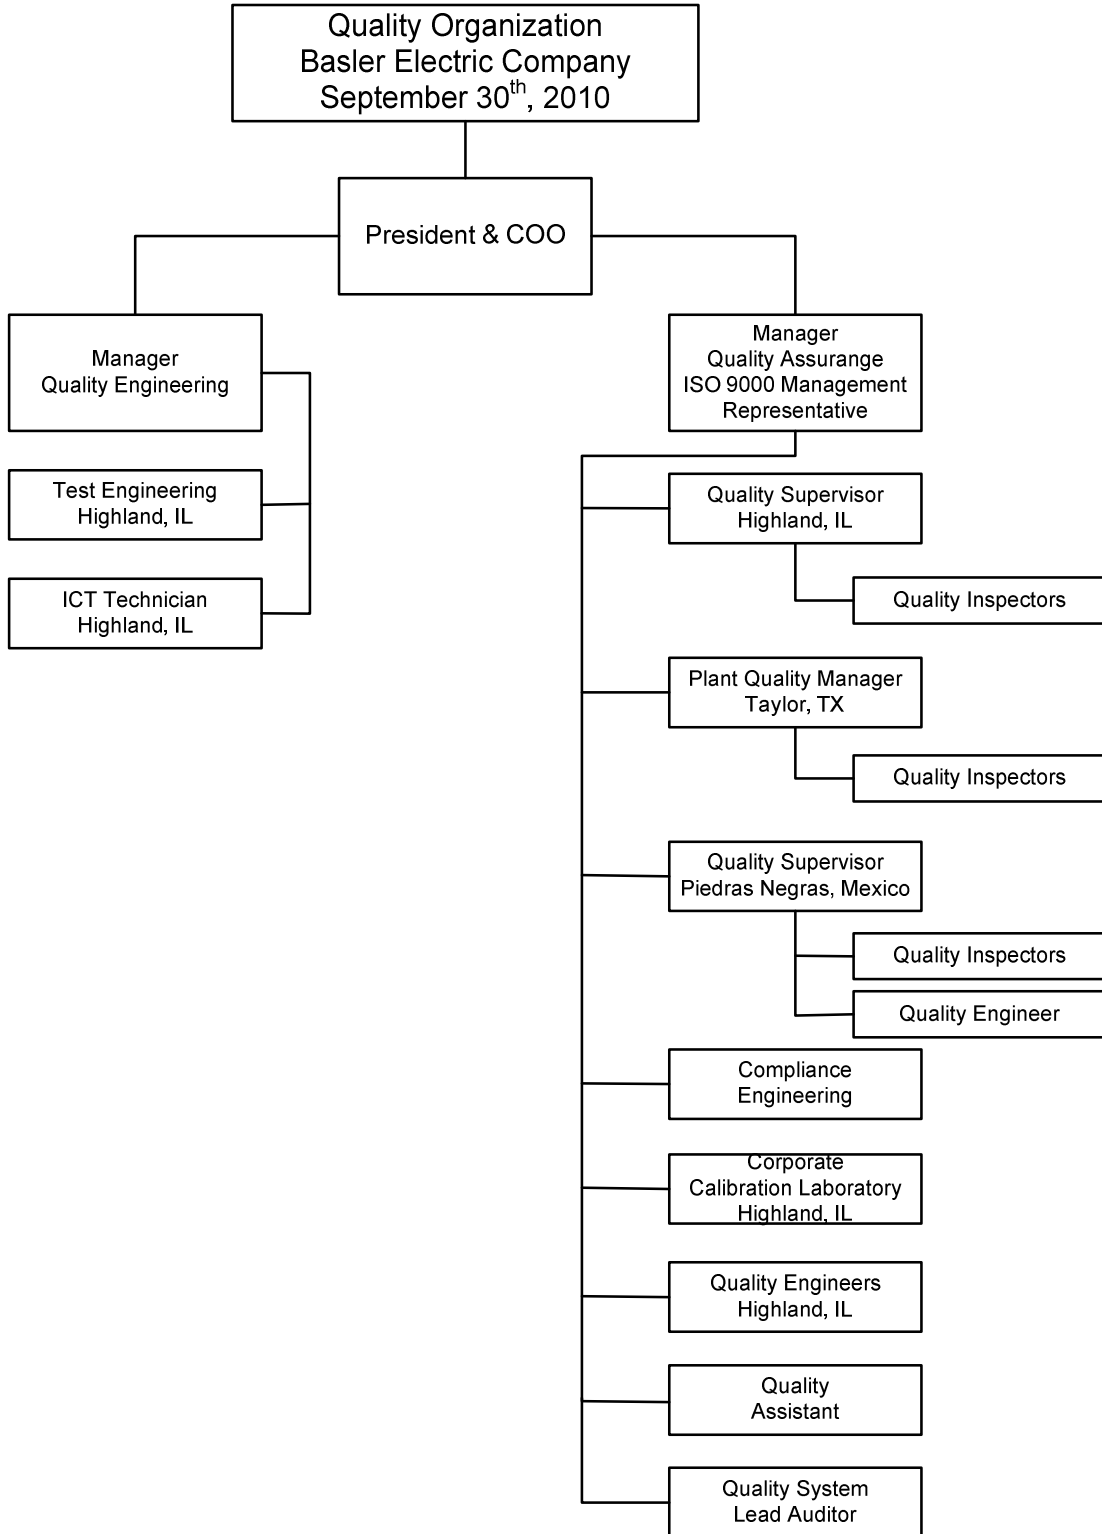 Quality Organization
Basler Electric Company
September 30th, 2010
President & COO
Manager
Quality Engineering
Test Engineering
Highland, IL
ICT Technician
Highland, IL
Manager
Quality Assurange
ISO 9000 Management
Representative
Quality Supervisor
Highland, IL
Quality Inspectors
Plant Quality Manager
Taylor, TX
Quality Inspectors
Quality Supervisor
Piedras Negras, Mexico
Quality Inspectors
Quality Engineer
Compliance
Engineering
Corporate
Calibration Laboratory
Highland, IL
Quality Engineers
Highland, IL
Quality
Assistant
Quality System
Lead Auditor